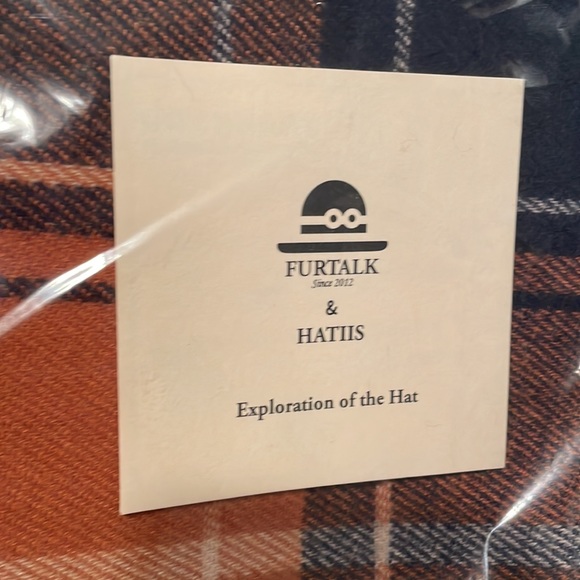 FURTALK
Since 2012
&
HATIIS
Exploration of the Hat